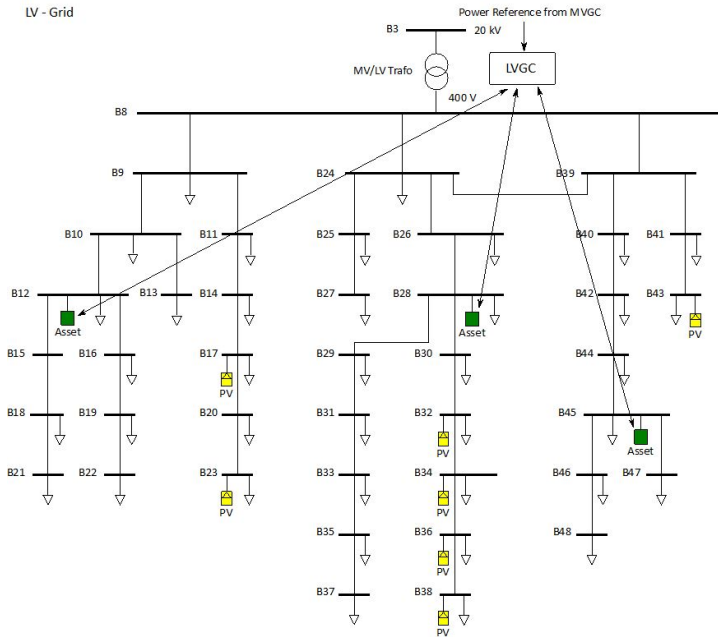 LV - Grid
Power Reference from MVGC
B3
20 kV
MV/LV Trafo
LVGC
400 V
B8
B9
B24
B39
B10
B11
B25
B26
B40
B41
B12
B13
B14
B27
B28
B42
B43
Asset
Asset
PV
B15
B16
B17
B29
B30
B44
PV
B18
B19
B20
B31
B32
B45
PV
Asset
B21
B22
B23
B33
B34
B46
B47
PV
PV
B35
B36
B48
PV
B37
B38
PV